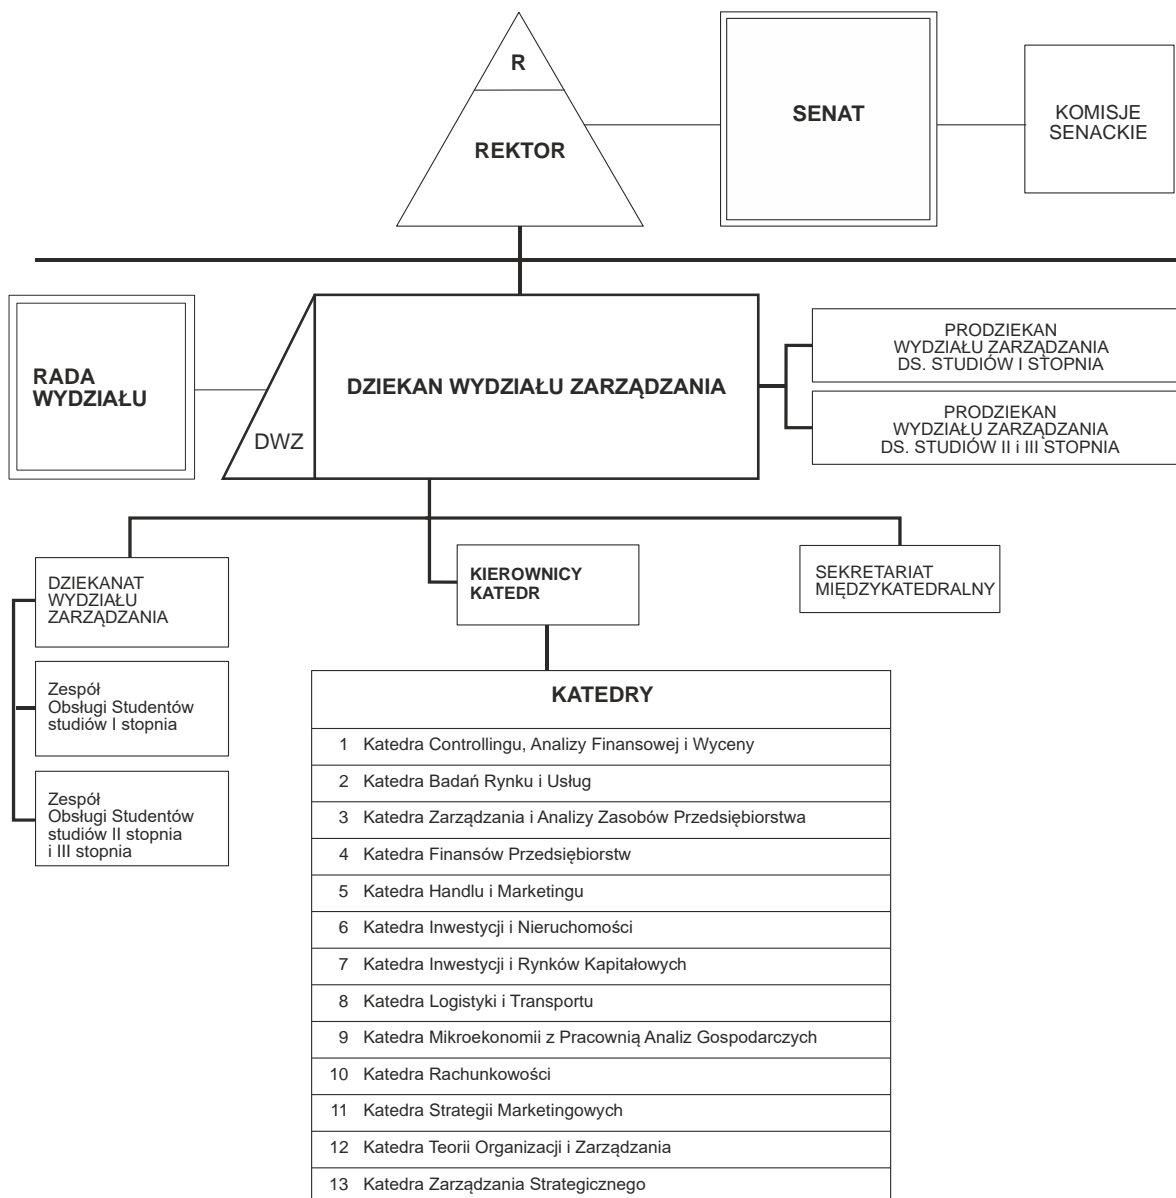 R
REKTOR
SENAT
KOMISJE
SENACKIE
RADA
WYDZIAŁU
DWZ
DZIEKAN WYDZIAŁU ZARZĄDZANIA
PRODZIEKAN
WYDZIAŁU ZARZĄDZANIA
DS. STUDIÓW I STOPNIA
PRODZIEKAN
WYDZIAŁU ZARZĄDZANIA
DS. STUDIÓW II i III STOPNIA
DZIEKANAT
WYDZIAŁU
ZARZĄDZANIA
Zespół
Obsługi Studentów
studiów I stopnia
Zespół
Obsługi Studentów
studiów II stopnia
i III stopnia
KIEROWNICY
KATEDR
SEKRETARIAT
MIĘDZYKATEDRALNY
KATEDRY
1 Katedra Controllingu, Analizy Finansowej i Wyceny
2 Katedra Badań Rynku i Usług
3 Katedra Zarządzania i Analizy Zasobów Przedsiębiorstwa
4 Katedra Finansów Przedsiębiorstw
5 Katedra Handlu i Marketingu
6 Katedra Inwestycji i Nieruchomości
7 Katedra Inwestycji i Rynków Kapitałowych
8 Katedra Logistyki i Transportu
9 Katedra Mikroekonomii z Pracownią Analiz Gospodarczych
10 Katedra Rachunkowości
11 Katedra Strategii Marketingowych
12 Katedra Teorii Organizacji i Zarządzania
13 Katedra Zarządzania Strategicznego